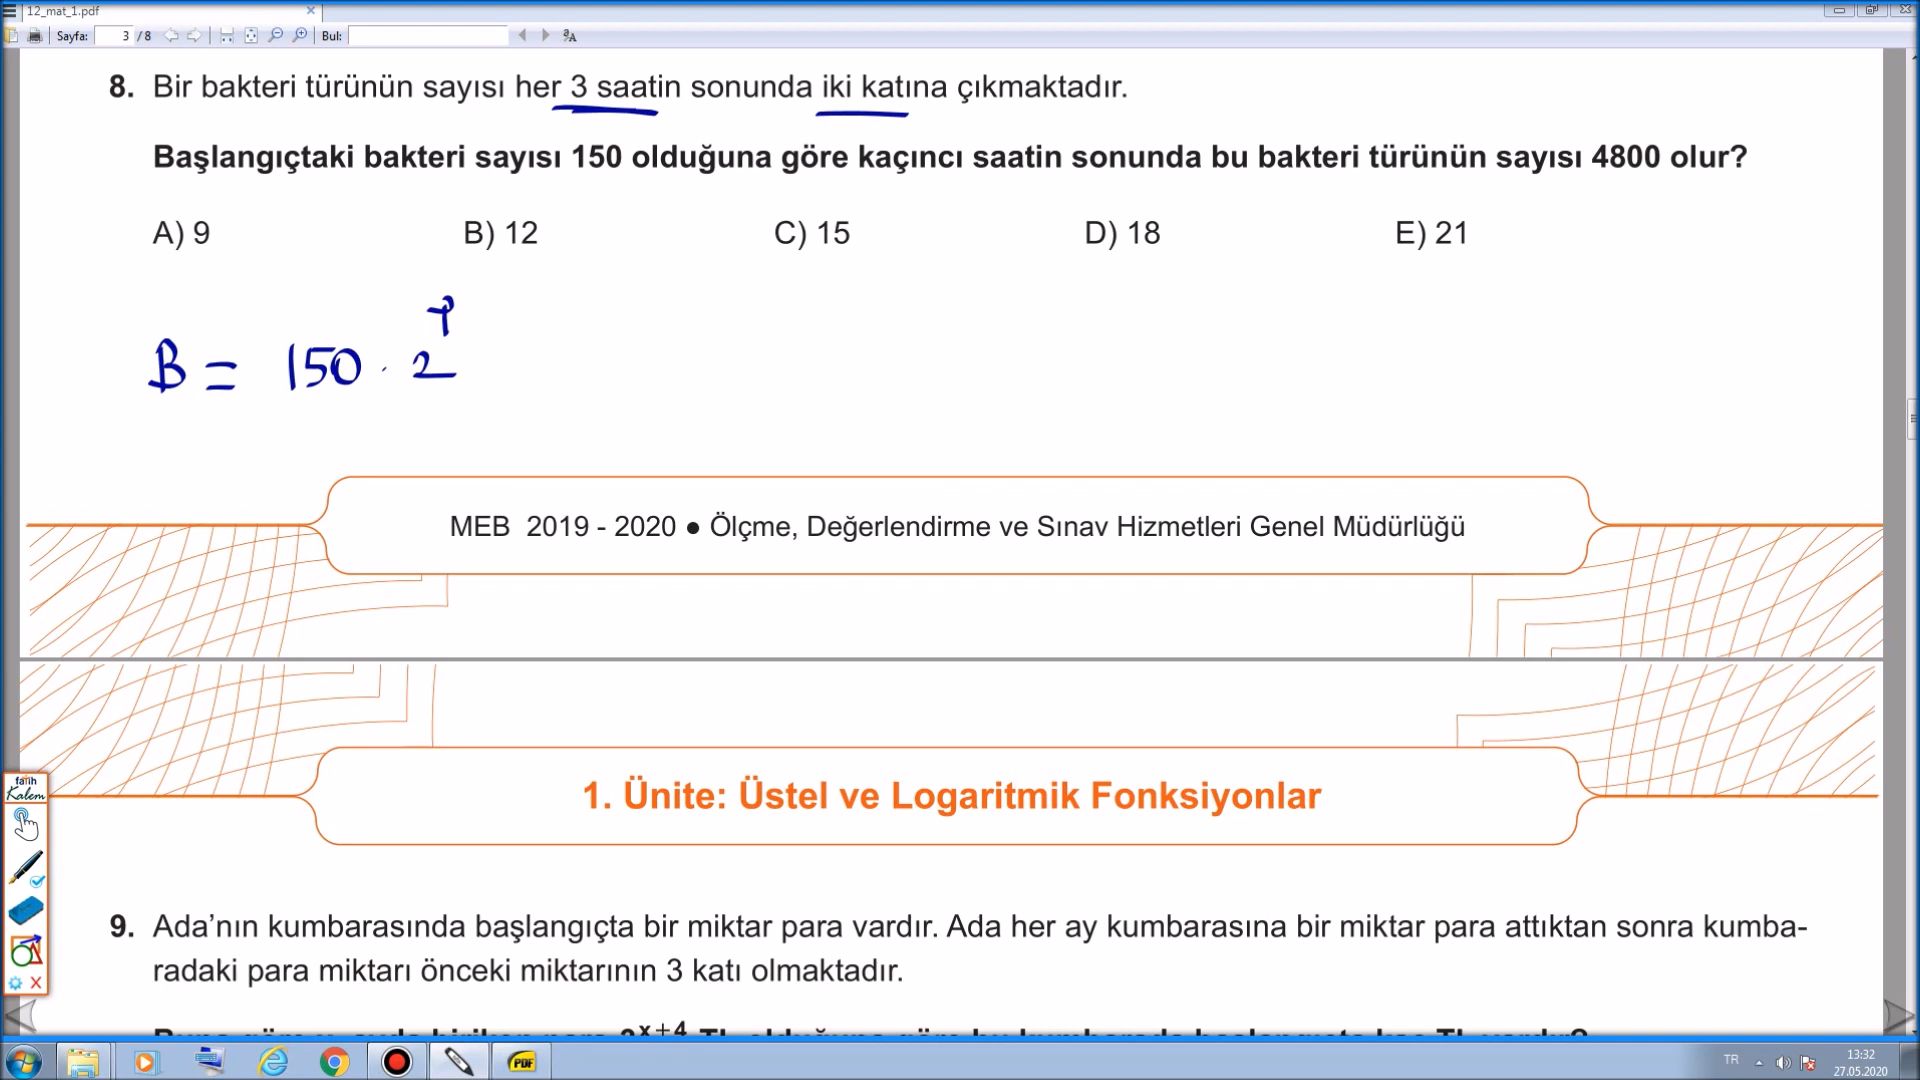 12_mat_1.pdf
Sayfa: 3 / 8 Bul:
8. Bir bakteri türünün sayısı her 3 saatin sonunda iki katına çıkmaktadır.
Başlangıçtaki bakteri sayısı 150 olduğuna göre kaçıncı saatin sonunda bu bakteri türünün sayısı 4800 olur?
A) 9 B) 12 C) 15 D) 18 E) 21
B = 150 . 2
MEB 2019 - 2020 ● Ölçme, Değerlendirme ve Sınav Hizmetleri Genel Müdürlüğü
1. Ünite: Üstel ve Logaritmik Fonksiyonlar
9. Ada’nın kumbarasında başlangıçta bir miktar para vardır. Ada her ay kumbarasına bir miktar para attıktan sonra kumba-
radaki para miktarı önceki miktarının 3 katı olmaktadır.
fatih
Kalem
PDF
TR
13:32
27.05.2020